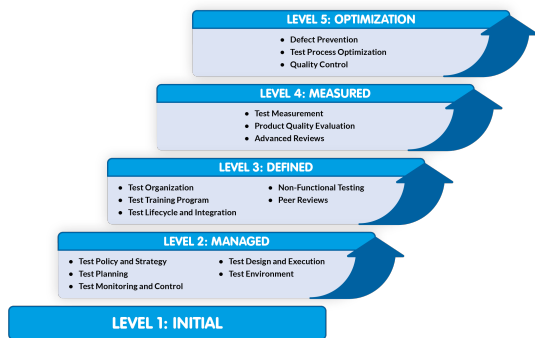 LEVEL 5: OPTIMIZATION
• Defect Prevention
• Test Process Optimization
• Quality Control
LEVEL 4: MEASURED
• Test Measurement
• Product Quality Evaluation
• Advanced Reviews
LEVEL 3: DEFINED
• Test Organization
• Test Training Program
• Test Lifecycle and Integration
• Non-Functional Testing
• Peer Reviews
LEVEL 2: MANAGED
• Test Policy and Strategy
• Test Planning
• Test Monitoring and Control
• Test Design and Execution
• Test Environment
LEVEL 1: INITIAL